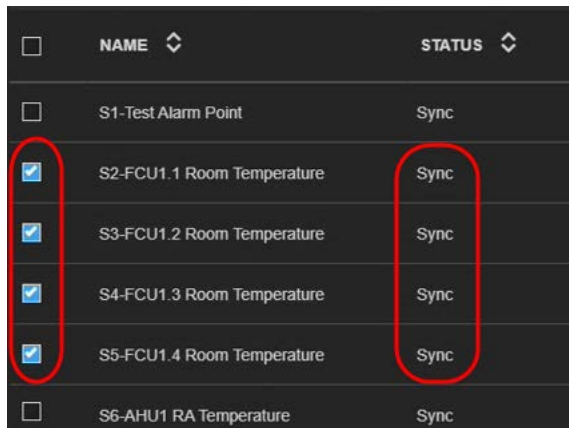 NAME STATUS
S1-Test Alarm Point Sync
S2-FCU1.1 Room Temperature Sync
S3-FCU1.2 Room Temperature Sync
S4-FCU1.3 Room Temperature Sync
S5-FCU1.4 Room Temperature Sync
S6-AHU1 RA Temperature Sync